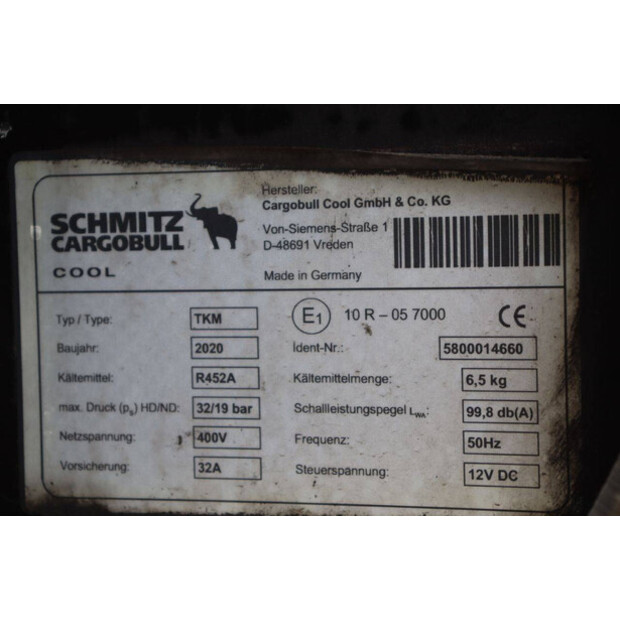 SCHMITZ
CARGOBULL
COOL
Hersteller:
Cargobull Cool GmbH & Co. KG
Von-Siemens-Straße 1
D-48691 Vreden
Made in Germany
Typ / Type: TKM
E1 10 R – 05 7000 CE
Baujahr: 2020
Ident-Nr.: 5800014660
Kältemittel: R452A
Kältemittelmenge: 6,5 kg
max. Druck (ps) HD/ND: 32/19 bar
Schallleistungspegel LWA: 99,8 db(A)
Netzspannung: 400V
Frequenz: 50Hz
Vorsicherung: 32A
Steuerspannung: 12V DC